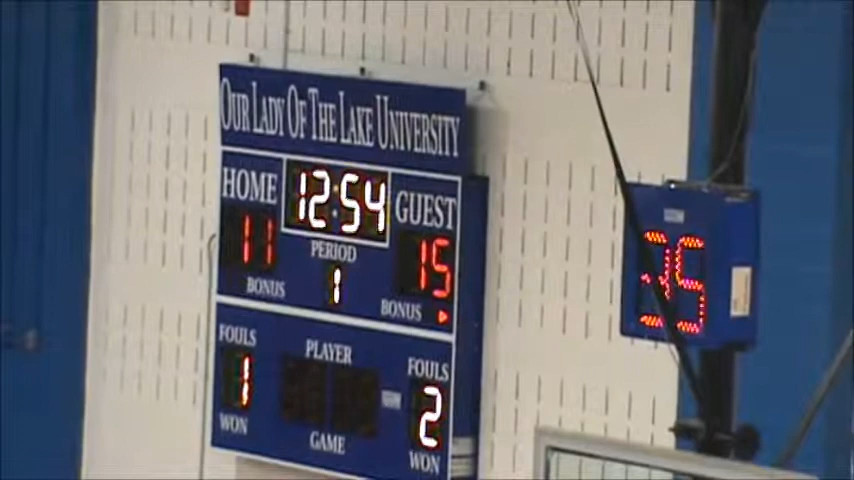 OUR LADY OF THE LAKE UNIVERSITY
HOME 12:54 GUEST
11 PERIOD 15
BONUS 1 BONUS
FOULS PLAYER FOULS
1 2
WON GAME WON
35